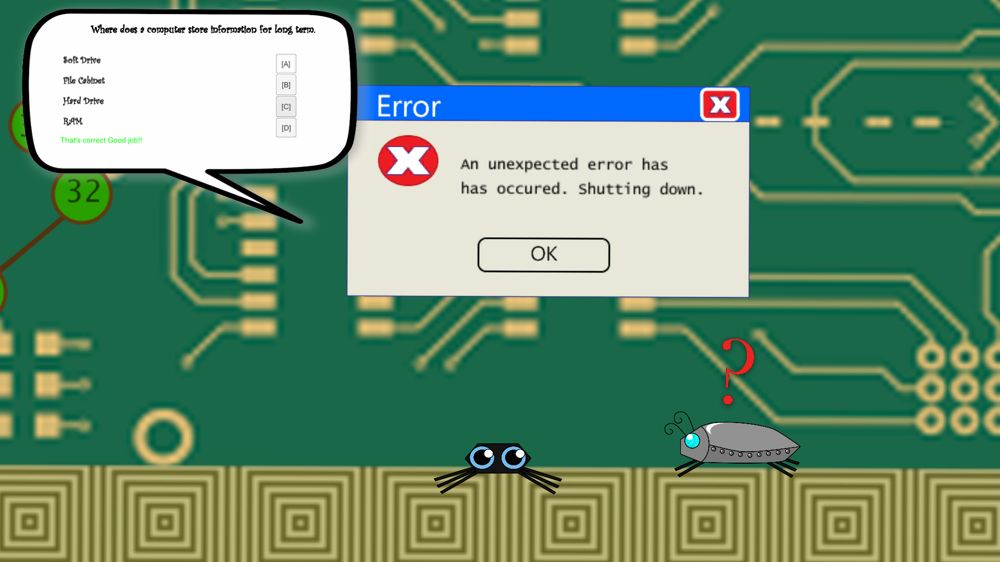 Where does a computer store information for long term.
Soft Drive
[A]
File Cabinet
[B]
Hard Drive
[C]
RAM
[D]
That's correct Good job!!
32
Error
X
X
An unexpected error has
has occured. Shutting down.
OK
?